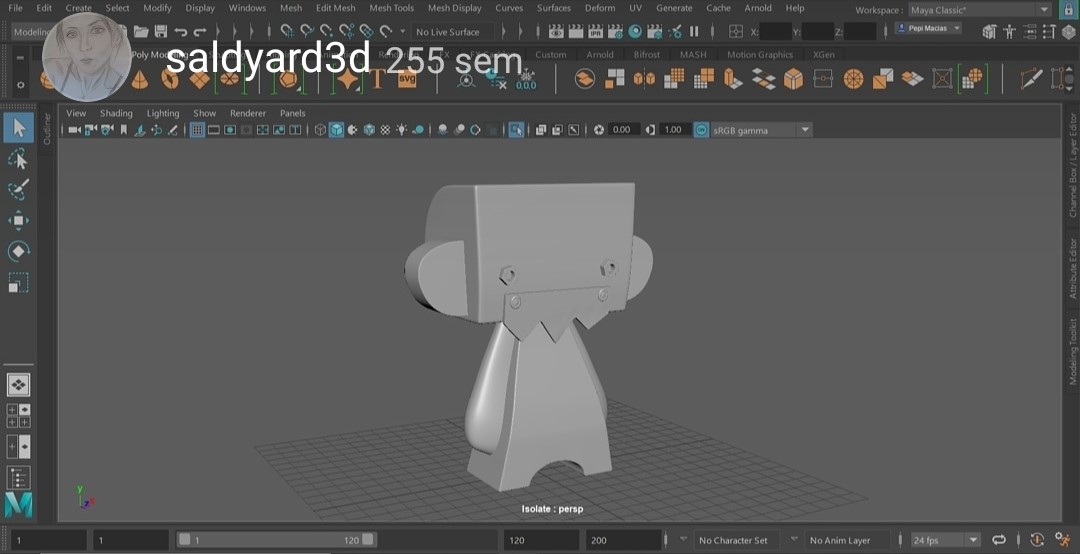 File Edit Create Select Modify Display Windows Mesh Edit Mesh Mesh Tools Mesh Display Curves Surfaces Deform UV Generate Cache Arnold Help Workspace : Maya Classic*
Modeling No Live Surface X: Y: Z: Pepi Macias
saldyard3d 255 sem.
Poly Custom Arnold Bifrost MASH Motion Graphics XGen
T SVG 0,0,0
View Shading Lighting Show Renderer Panels
0.00 1.00 sRGB gamma
Outliner
Channel Box / Layer Editor
Attribute Editor
Modeling Toolkit
y
z x
Isolate : persp
M
1 1 1 120 120 200 No Character Set No Anim Layer 24 fps